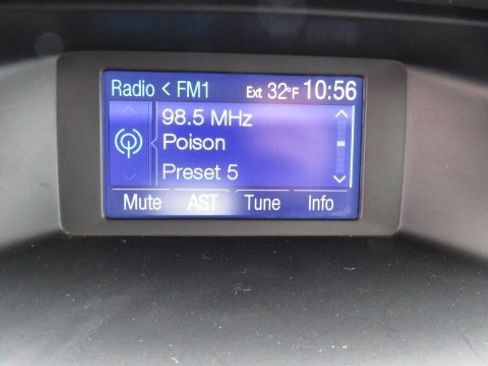 Radio < FM1 Ext 32°F 10:56
98.5 MHz
Poison
Preset 5
Mute AST Tune Info